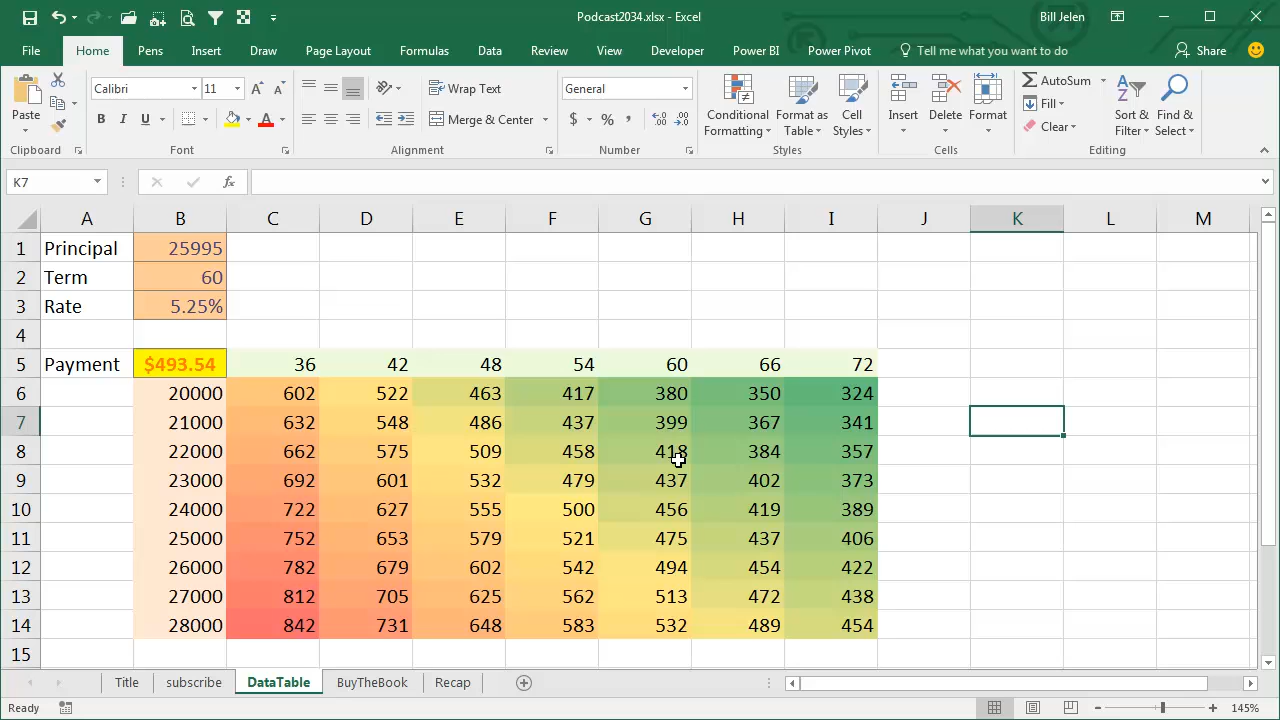 Podcast2034.xlsx - Excel
Bill Jelen
File Home Pens Insert Draw Page Layout Formulas Data Review View Developer Power BI Power Pivot Tell me what you want to do Share
Paste
Clipboard
Calibri 11
B I U A
Font
Wrap Text
Merge & Center
Alignment
General
$ % ,
Number
Conditional Formatting
Format as Table
Cell Styles
Styles
Insert Delete Format
Cells
AutoSum
Fill
Clear
Sort & Filter
Find & Select
Editing
K7 fx
A B C D E F G H I J K L M
1 Principal 25995
2 Term 60
3 Rate 5.25%
4
5 Payment $493.54 36 42 48 54 60 66 72
6 20000 602 522 463 417 380 350 324
7 21000 632 548 486 437 399 367 341
8 22000 662 575 509 458 418 384 357
9 23000 692 601 532 479 437 402 373
10 24000 722 627 555 500 456 419 389
11 25000 752 653 579 521 475 437 406
12 26000 782 679 602 542 494 454 422
13 27000 812 705 625 562 513 472 438
14 28000 842 731 648 583 532 489 454
15
Title subscribe DataTable BuyTheBook Recap
Ready 145%